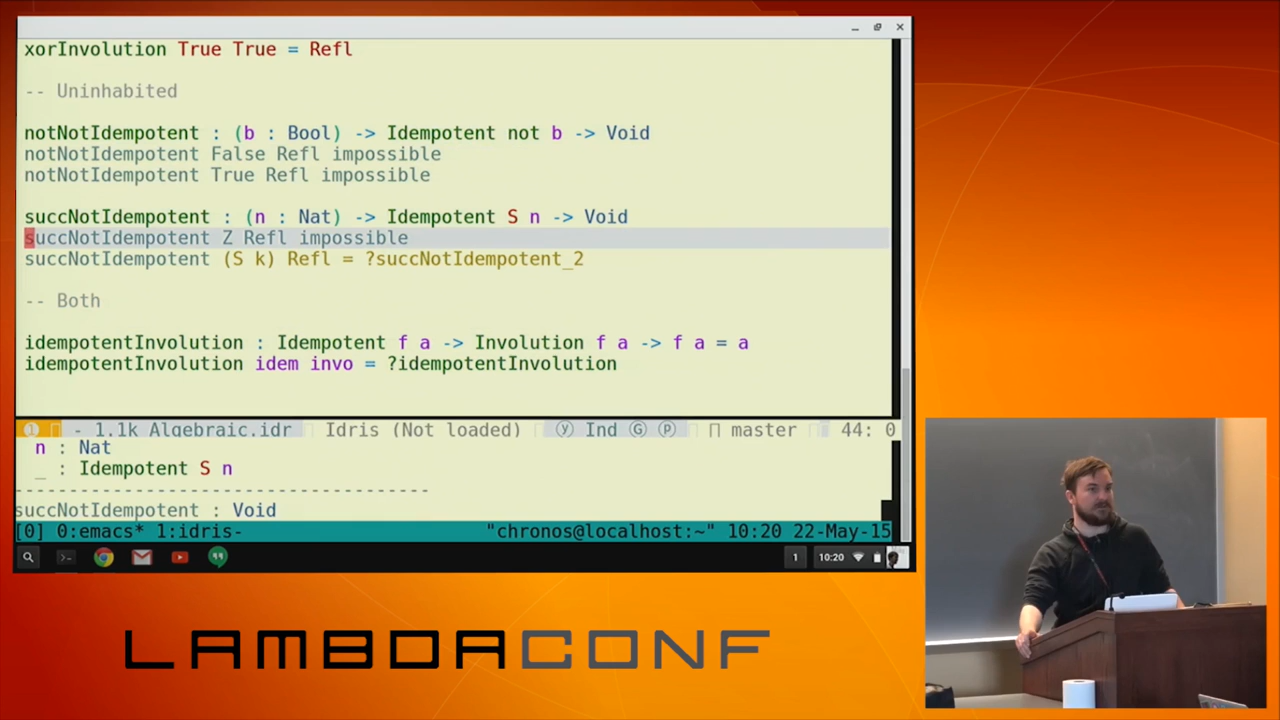 xorInvolution True True = Refl
-- Uninhabited
notNotIdempotent : (b : Bool) -> Idempotent not b -> Void
notNotIdempotent False Refl impossible
notNotIdempotent True Refl impossible
succNotIdempotent : (n : Nat) -> Idempotent S n -> Void
succNotIdempotent Z Refl impossible
succNotIdempotent (S k) Refl = ?succNotIdempotent_2
-- Both
idempotentInvolution : Idempotent f a -> Involution f a -> f a = a
idempotentInvolution idem invo = ?idempotentInvolution
① - 1.1k Algebraic.idr Idris (Not loaded) ⓨ Ind Ⓖ ⓟ master 44: 0
n : Nat
_ : Idempotent S n
--------------------------------------
succNotIdempotent : Void
[0] 0:emacs* 1:idris- "chronos@localhost:~" 10:20 22-May-15
1 10:20
LAMBDACONF